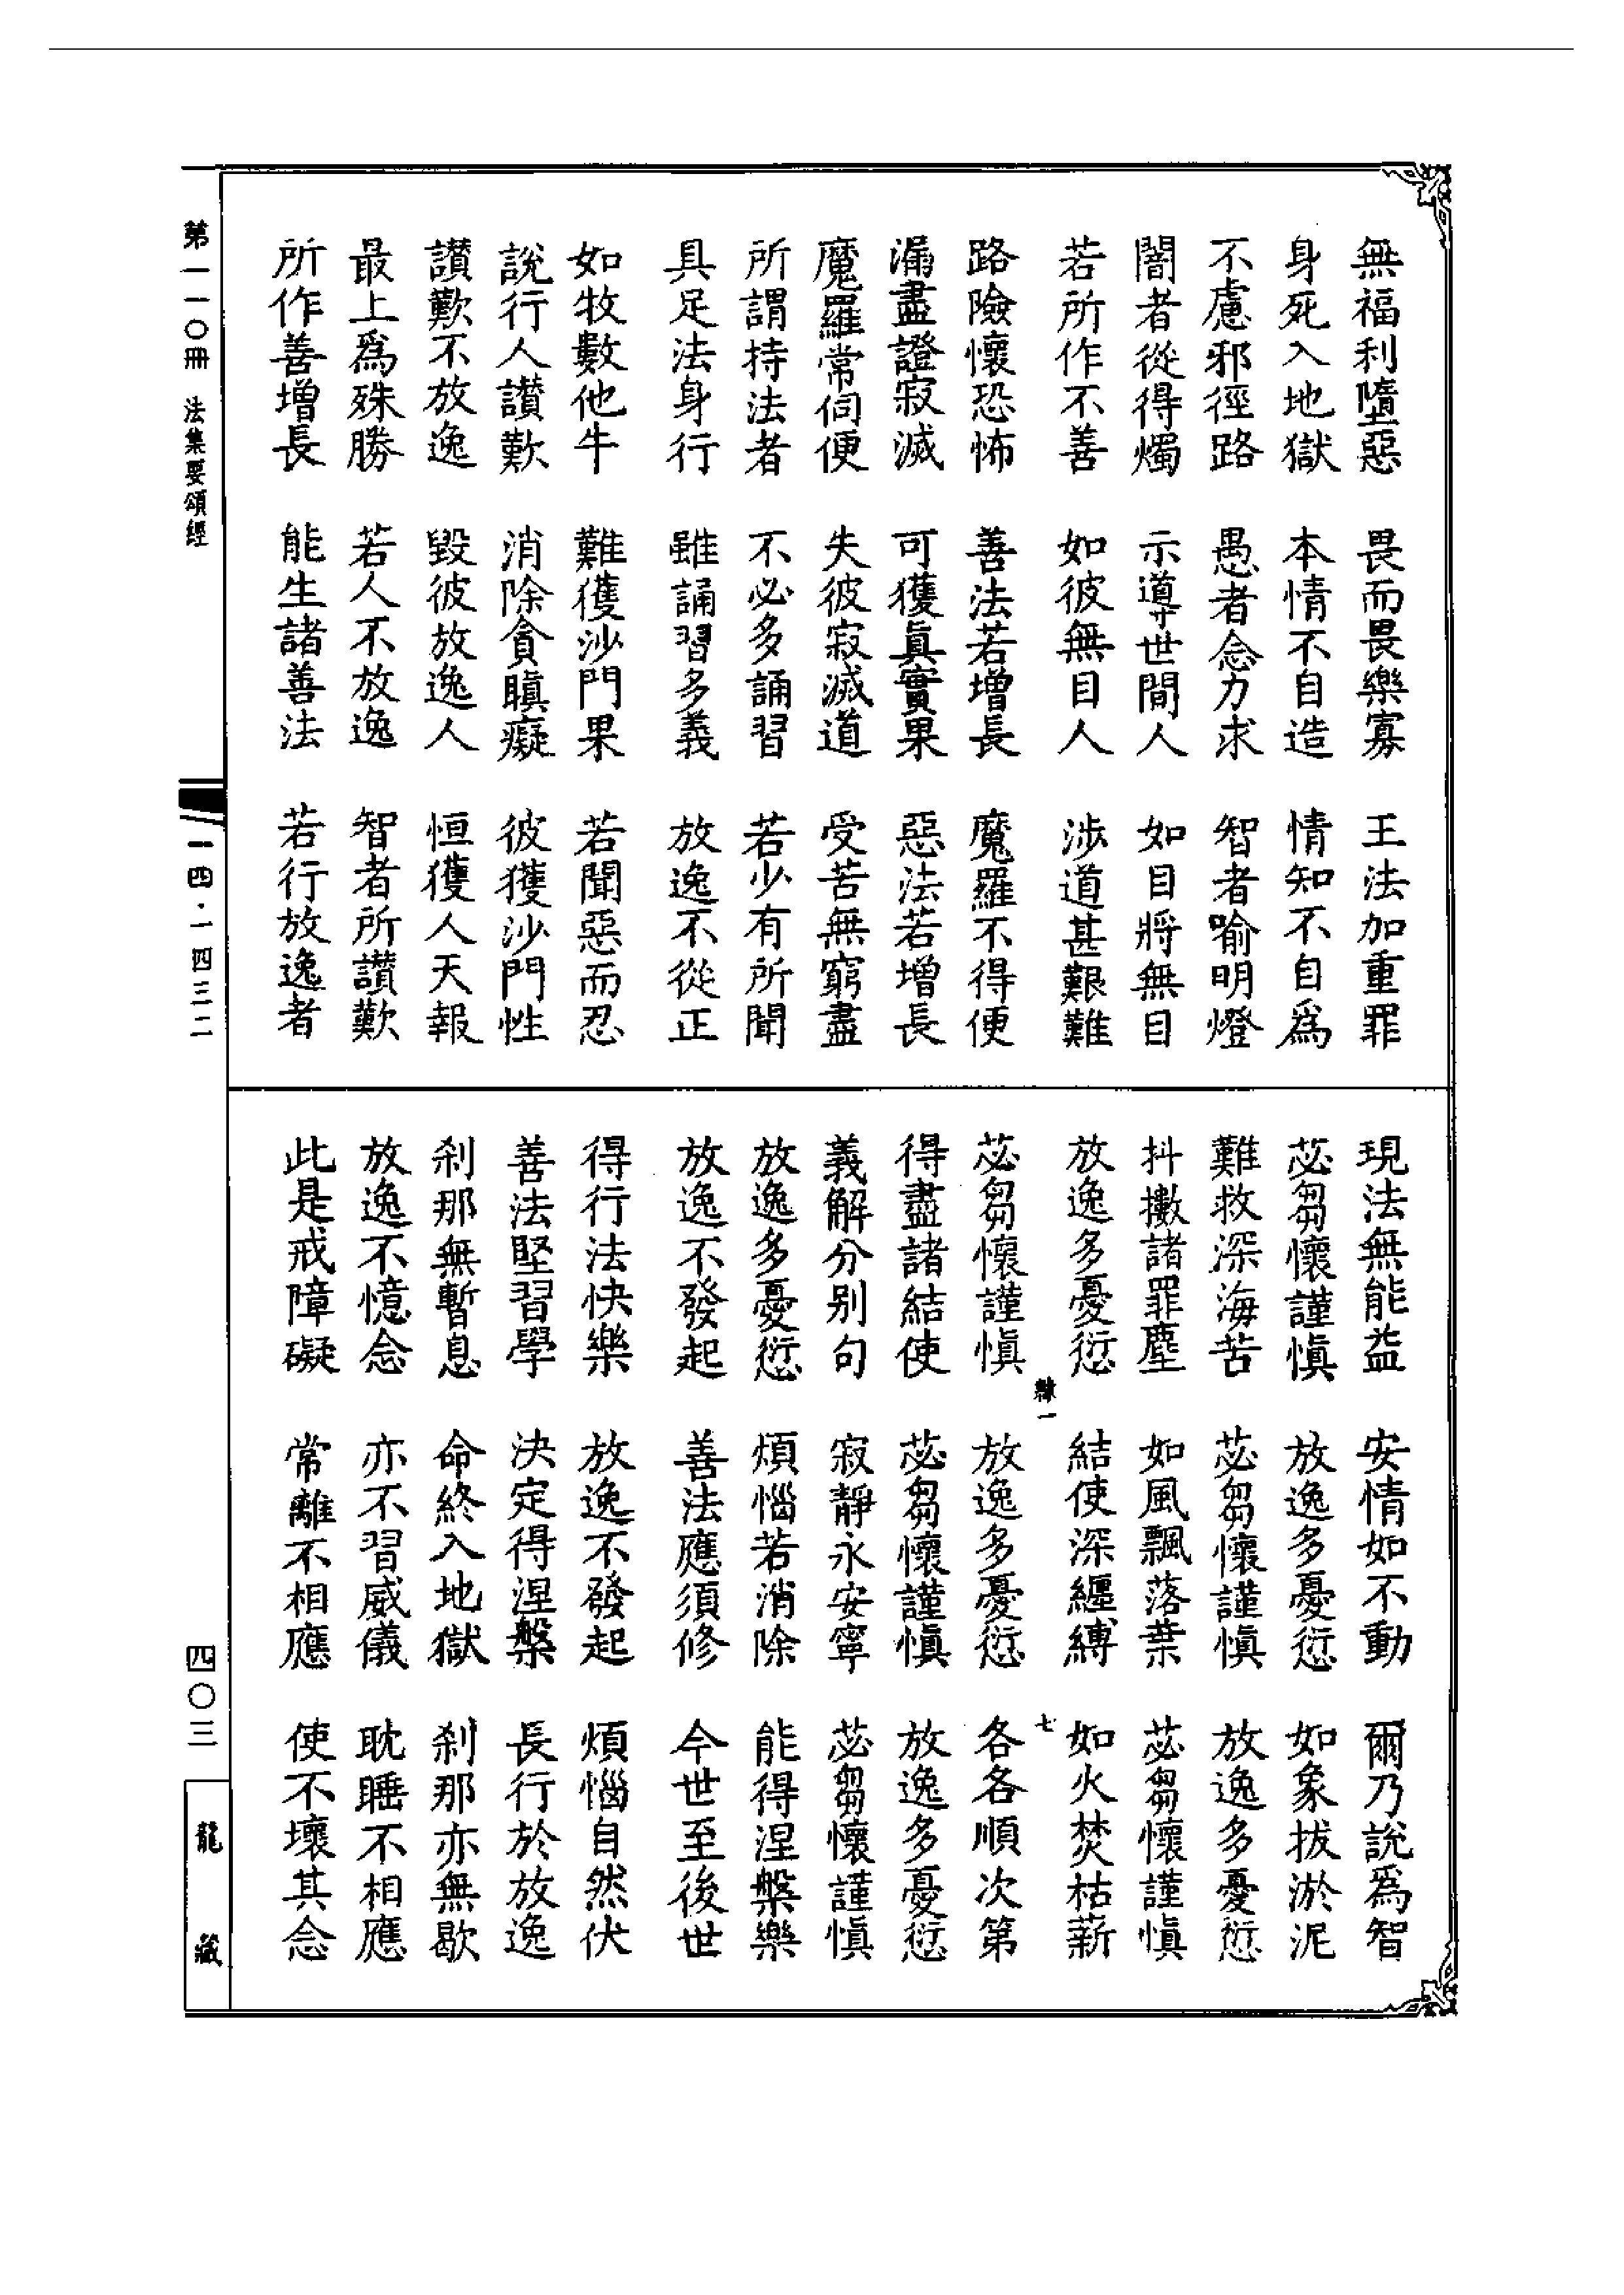 無福利墮惡　畏而畏樂寡　王法加重罪
身死入地獄　本情不自造　情知不自爲
不慮邪徑路　愚者念力求　智者喻明燈
闇者從得燭　示導世間人　如目將無目
若所作不善　如彼無目人　涉道甚艱難
路險懷恐怖　善法若增長　魔羅不得便
漏盡證寂滅　可獲眞實果　惡法若增長
魔羅常伺便　失彼寂滅道　受苦無窮盡
所謂持法者　不必多誦習　若少有所聞
具足法身行　雖誦習多義　放逸不從正
如牧數他牛　難獲沙門果　若聞惡而忍
說行人讃歎　消除貪瞋癡　彼獲沙門性
讃歎不放逸　毀彼放逸人　恒獲人天報
最上爲殊勝　若人不放逸　智者所讃歎
所作善增長　能生諸善法　若行放逸者
現法無能益　安情如不動　爾乃說爲智
苾芻懷謹慎　放逸多憂愆　如象拔淤泥
難救深海苦　苾芻懷謹慎　放逸多憂愆
抖擻諸罪塵　如風飄落葉　苾芻懷謹慎
放逸多憂愆　結使深纏縛　如火焚枯薪
隸一　七
苾芻懷謹慎　放逸多憂愆　各各順次第
得盡諸結使　苾芻懷謹慎　放逸多憂愆
義解分別句　寂靜永安寧　苾芻懷謹慎
放逸多憂愆　煩惱若消除　能得涅槃樂
放逸不發起　善法應須修　今世至後世
得行法快樂　放逸不發起　煩惱自然伏
善法堅習學　決定得涅槃　長行於放逸
刹那無暫息　命終入地獄　刹那亦無歇
放逸不憶念　亦不習威儀　耽睡不相應
此是戒障礙　常離不相應　使不壞其念
第一一〇冊　法集要頌經
一四·一四三二
四〇三
龍藏